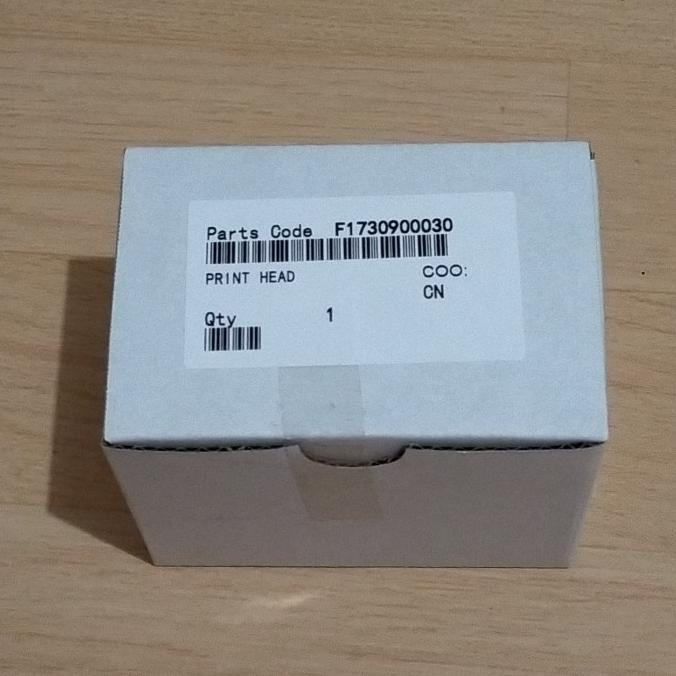 Parts Code F1730900030
PRINT HEAD COO:
CN
Qty 1